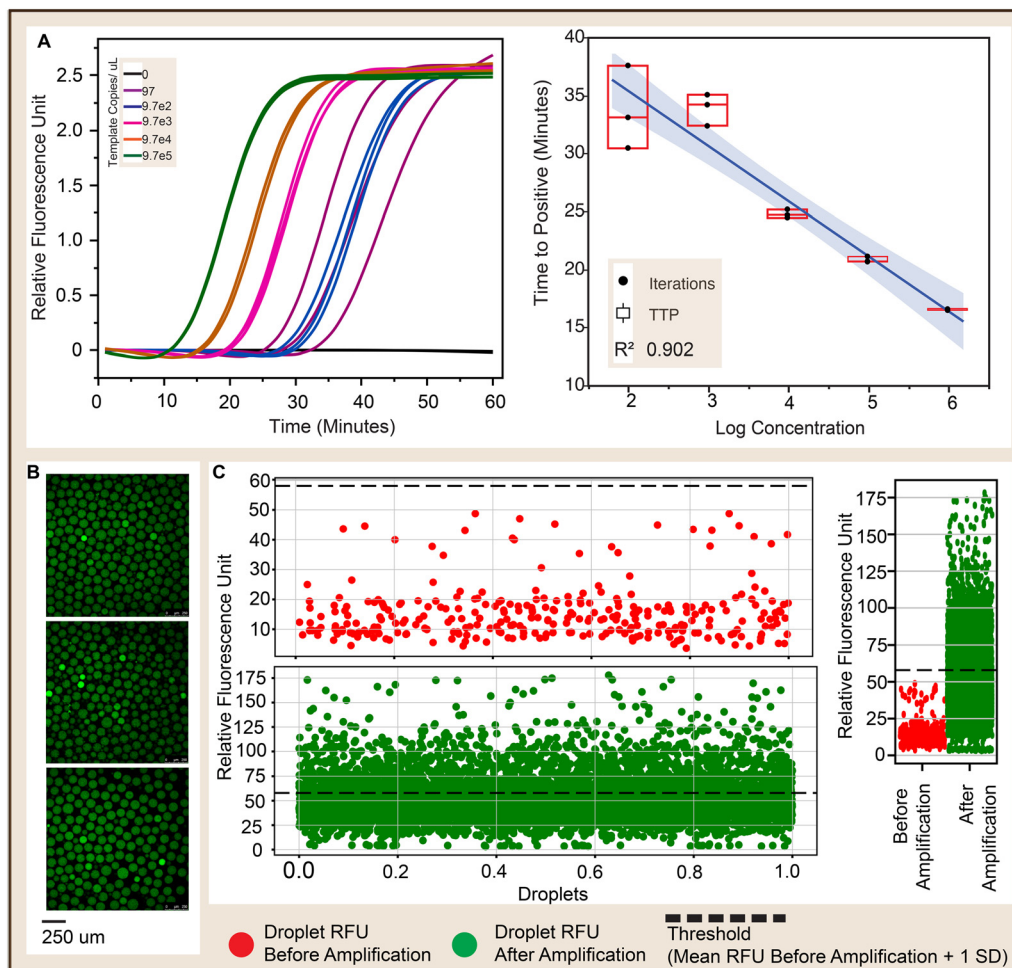 A
Relative Fluorescence Unit
2.5
2.0
1.5
1.0
0.5
0
Template Copies/ uL
0
97
9.7e2
9.7e3
9.7e4
9.7e5
0
10
20
30
40
50
60
Time (Minutes)
Time to Positive (Minutes)
40
35
30
25
20
15
10
Iterations
TTP
R² 0.902
2
3
4
5
6
Log Concentration
B
250 um
C
Relative Fluorescence Unit
60
50
40
30
20
10
175
150
125
100
75
50
25
0
0.0
0.2
0.4
0.6
0.8
1.0
Droplets
Relative Fluorescence Unit
175
150
125
100
75
50
25
0
Before
Amplification
After
Amplification
Droplet RFU
Before Amplification
Droplet RFU
After Amplification
Threshold
(Mean RFU Before Amplification + 1 SD)